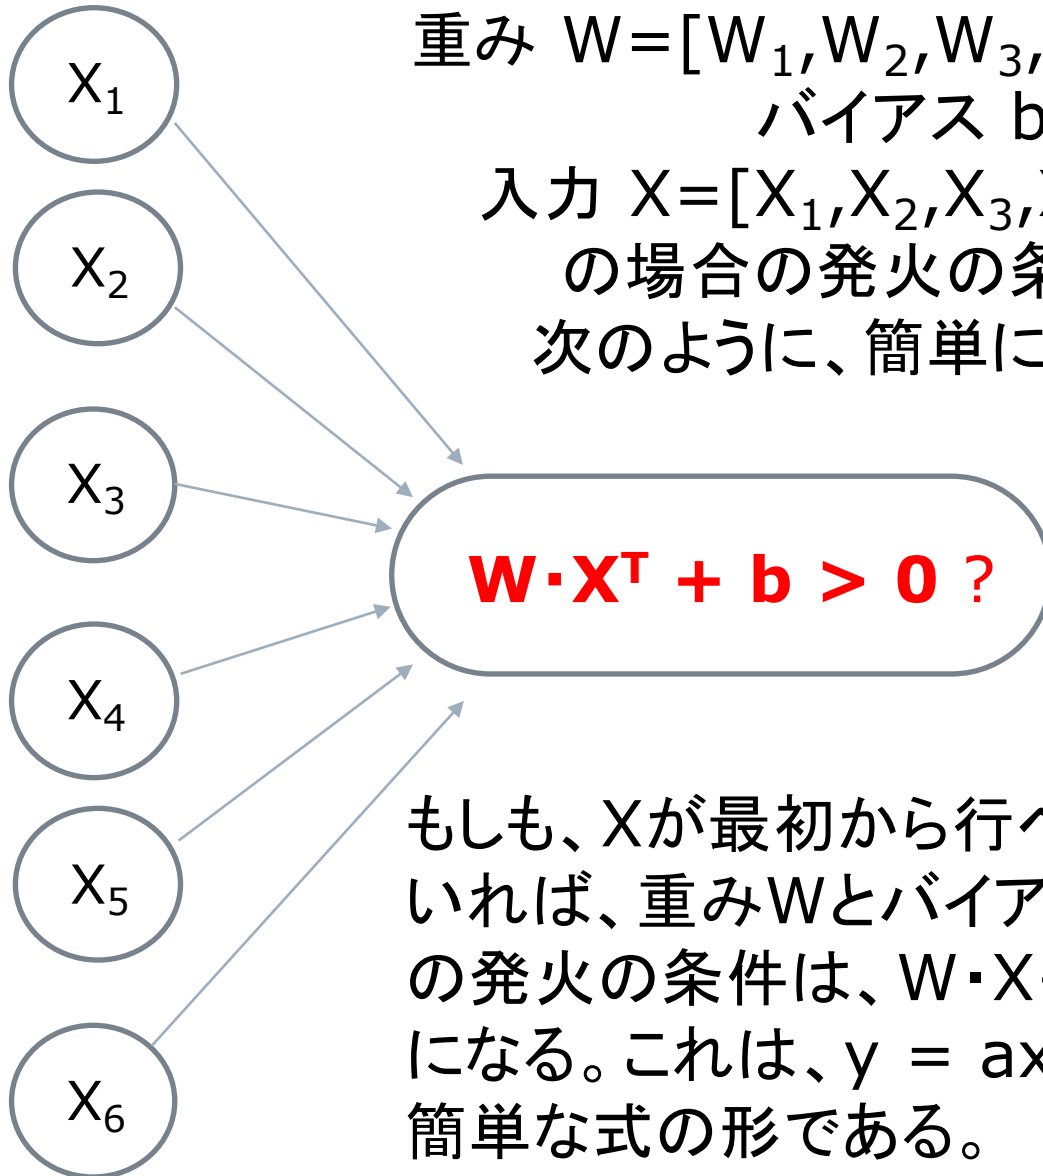 重み W=[W₁,W₂,W₃,
バイアス b
入力 X=[X₁,X₂,X₃,
の場合の発火の
次のように、簡単に
X₁
X₂
X₃
X₄
X₅
X₆
W·Xᵀ + b > 0 ?
もしも、Xが最初から行
いれば、重みWとバイア
の発火の条件は、W·X
になる。これは、y = ax
簡単な式の形である。